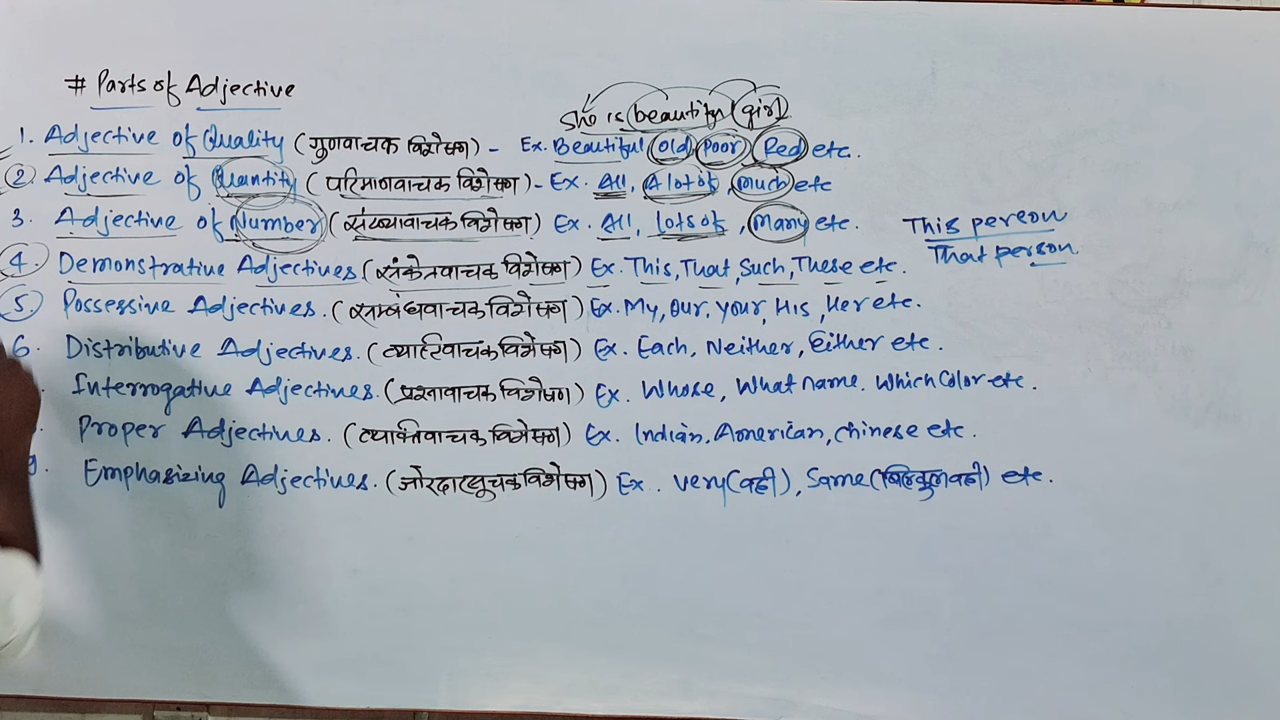 # Parts of Adjective
She is beautiful girl
1. Adjective of Quality (गुणवाचक विशेषण) - Ex. Beautiful Old Poor Red etc.
2. Adjective of Quantity (परिमाणवाचक विशेषण) - Ex. All, A lot of, Much etc
3. Adjective of Number (संख्यावाचक विशेषण) Ex. All, lots of, Many etc.
This person
That person.
4. Demonstrative Adjectives (संकेतवाचक विशेषण) Ex. This, That, Such, These etc.
5. Possessive Adjectives. (सम्बंधवाचक विशेषण) Ex. My, Our, Your, His, Her etc.
6. Distributive Adjectives. (विशेषण) Ex. Each, Neither, Either etc.
Interrogative Adjectives. (प्रश्नवाचक विशेषण) Ex. Whose, What name. Which Color etc.
Proper Adjectives. (व्यक्तिवाचक विशेषण) Ex. Indian, American, Chinese etc.
9. Emphasizing Adjectives. (जोरदारसूचक विशेषण) Ex. very (वही), Same (बिलकुल वही) etc.